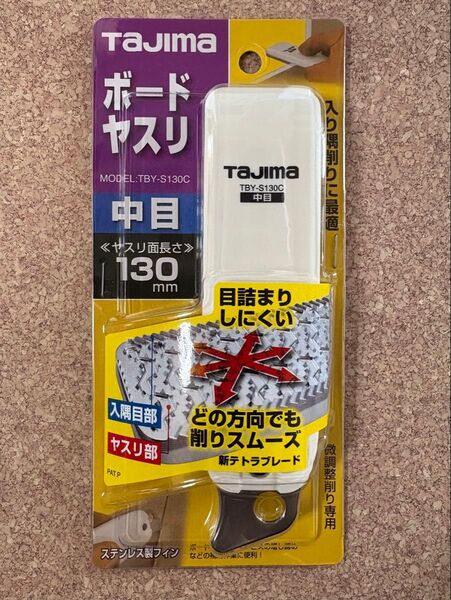 TAJIMA
ボード
ヤスリ
MODEL:TBY-S130C
中目
≪ヤスリ面長さ≫
130
mm
入り隅削りに最適
TAJIMA
TBY-S130C
中目
目詰まり
しにくい
入隅目部
ヤスリ部
どの方向でも
削りスムーズ
新テトラブレード
PAT.P
微調整削り専用
ステンレス製フィン